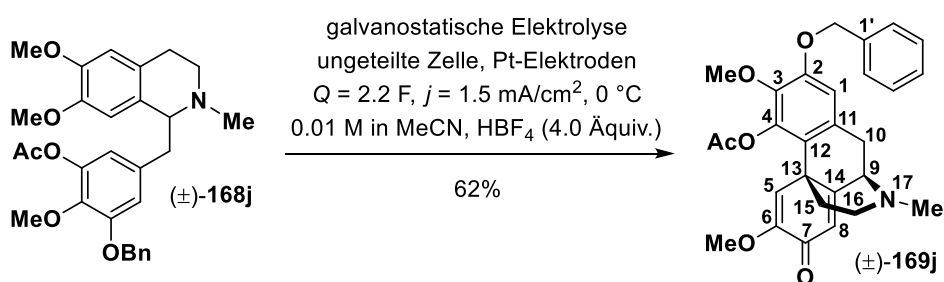 MeO
MeO
N
Me
AcO
MeO
OBn
(±)-168j
galvanostatische Elektrolyse
ungeteilte Zelle, Pt-Elektroden
Q = 2.2 F, j = 1.5 mA/cm², 0 °C
0.01 M in MeCN, HBF₄ (4.0 Äquiv.)
62%
1'
O
MeO
3
2
1
4
11
10
AcO
12
13
14
9
5
15
16
N
17
Me
6
7
8
MeO
O
(±)-169j